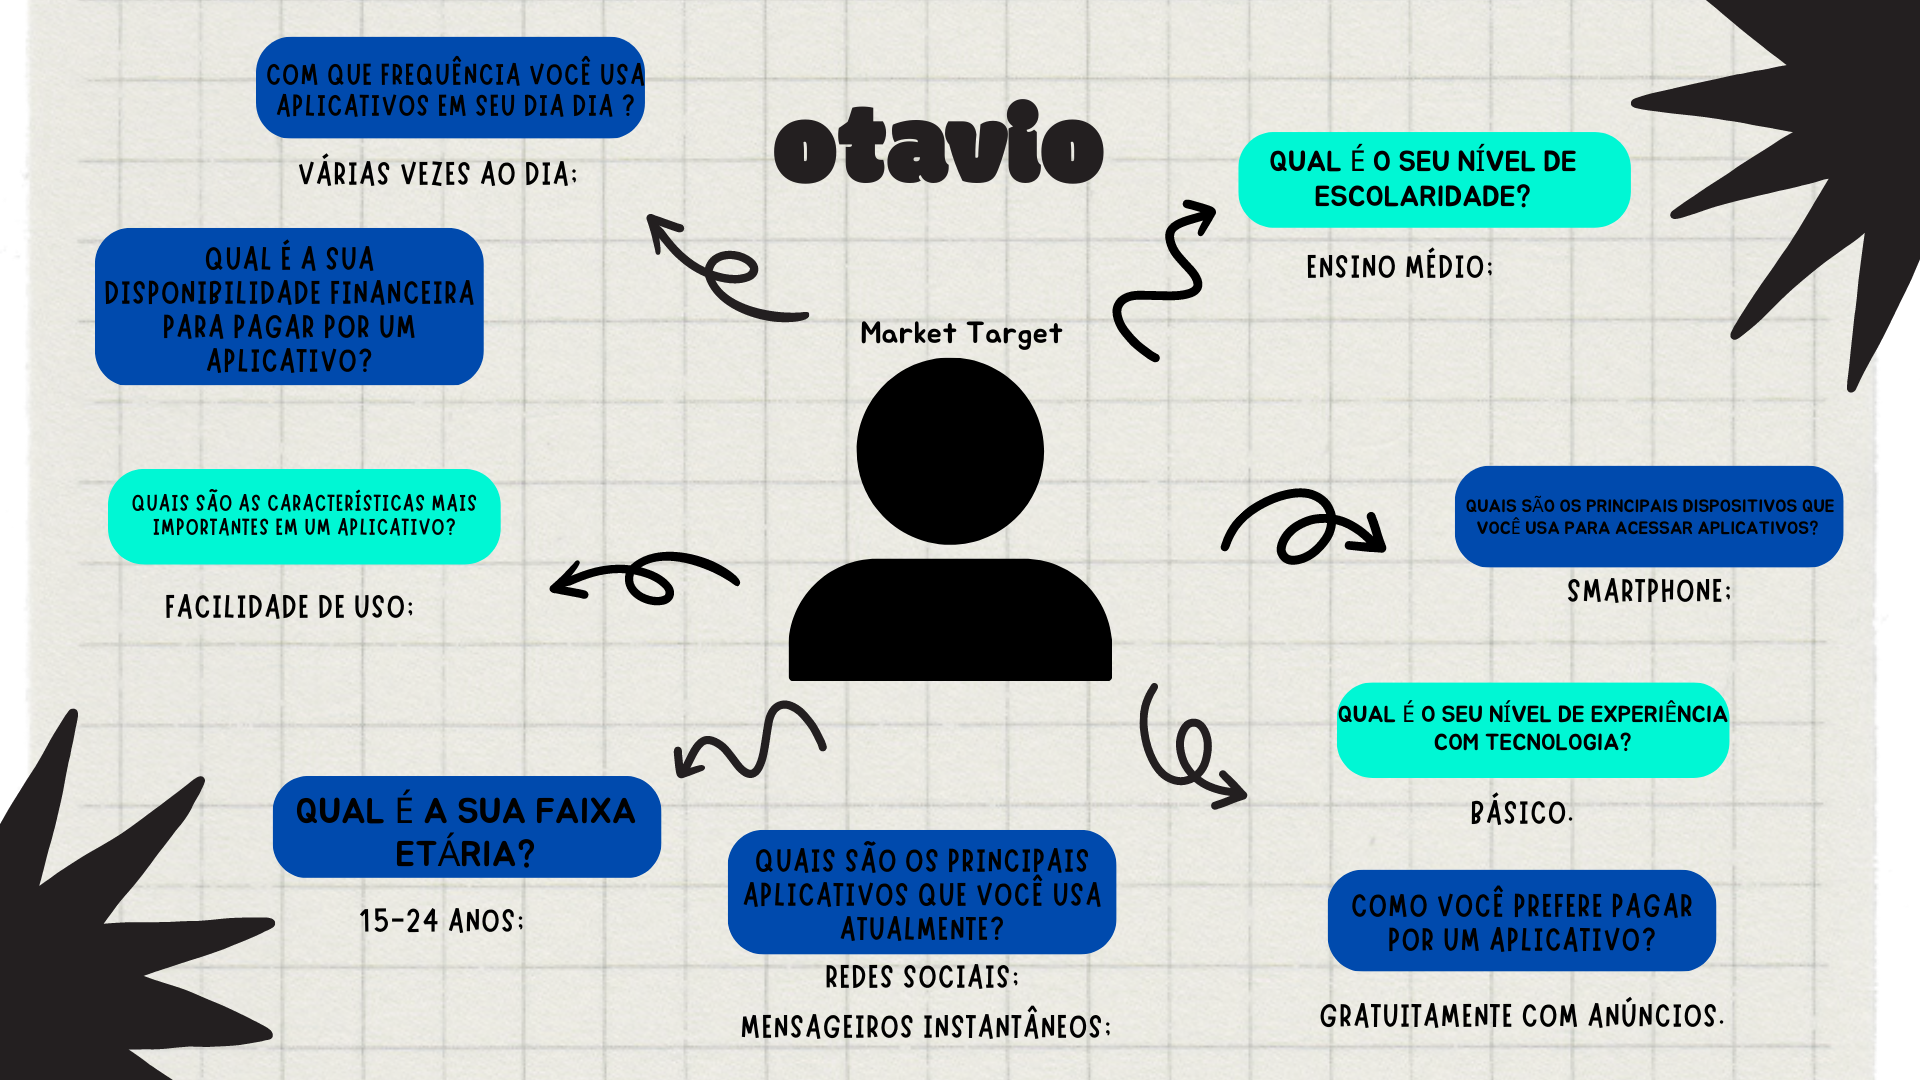 otavio
COM QUE FREQUÊNCIA VOCÊ USA
APLICATIVOS EM SEU DIA DIA ?
VÁRIAS VEZES AO DIA;
QUAL É A SUA
DISPONIBILIDADE FINANCEIRA
PARA PAGAR POR UM
APLICATIVO?
QUAIS SÃO AS CARACTERÍSTICAS MAIS
IMPORTANTES EM UM APLICATIVO?
FACILIDADE DE USO;
QUAL É A SUA FAIXA
ETÁRIA?
15-24 ANOS;
Market Target
QUAIS SÃO OS PRINCIPAIS
APLICATIVOS QUE VOCÊ USA
ATUALMENTE?
REDES SOCIAIS;
MENSAGEIROS INSTANTÂNEOS;
QUAL É O SEU NÍVEL DE
ESCOLARIDADE?
ENSINO MÉDIO;
QUAIS SÃO OS PRINCIPAIS DISPOSITIVOS QUE
VOCÊ USA PARA ACESSAR APLICATIVOS?
SMARTPHONE;
QUAL É O SEU NÍVEL DE EXPERIÊNCIA
COM TECNOLOGIA?
BÁSICO.
COMO VOCÊ PREFERE PAGAR
POR UM APLICATIVO?
GRATUITAMENTE COM ANÚNCIOS.